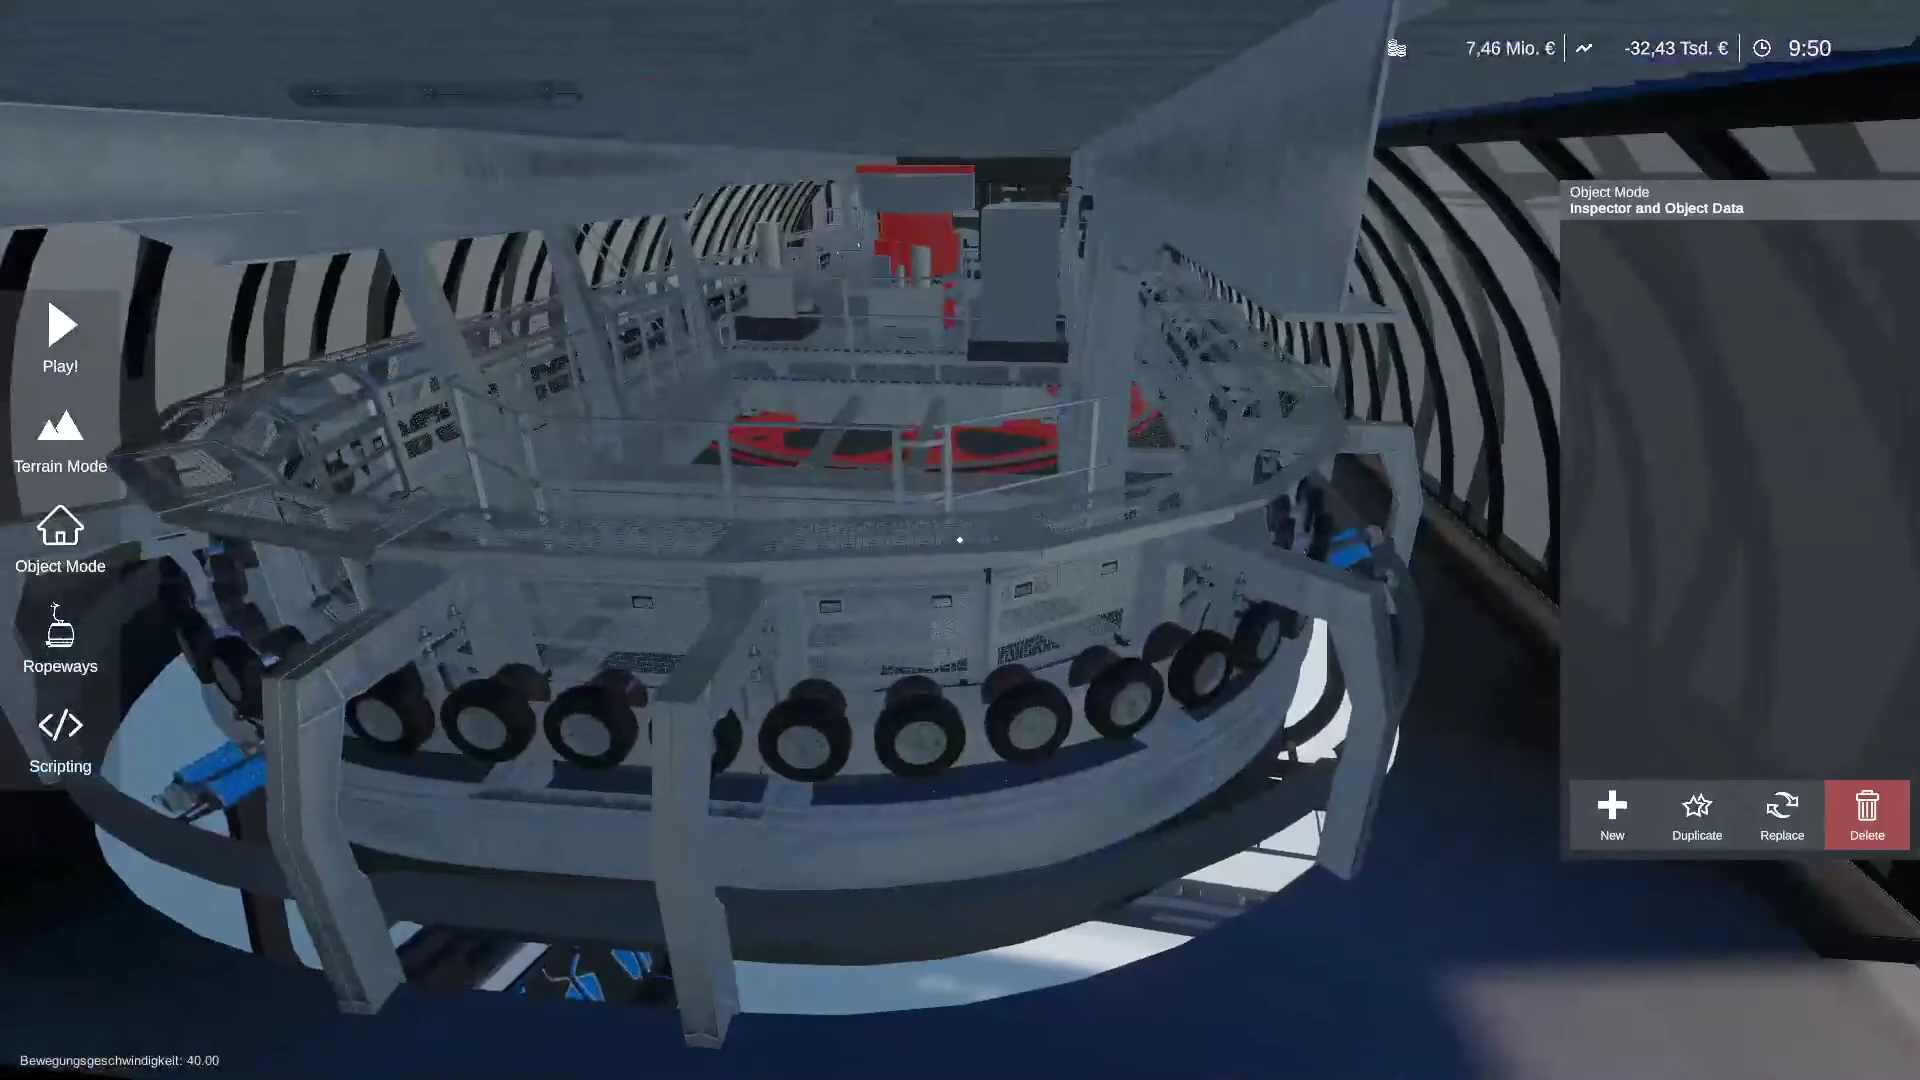 7,46 Mio. €
-32,43 Tsd. €
9:50
Object Mode
Inspector and Object Data
Play!
Terrain Mode
Object Mode
Ropeways
Scripting
New
Duplicate
Replace
Delete
Bewegungsgeschwindigkeit: 40.00